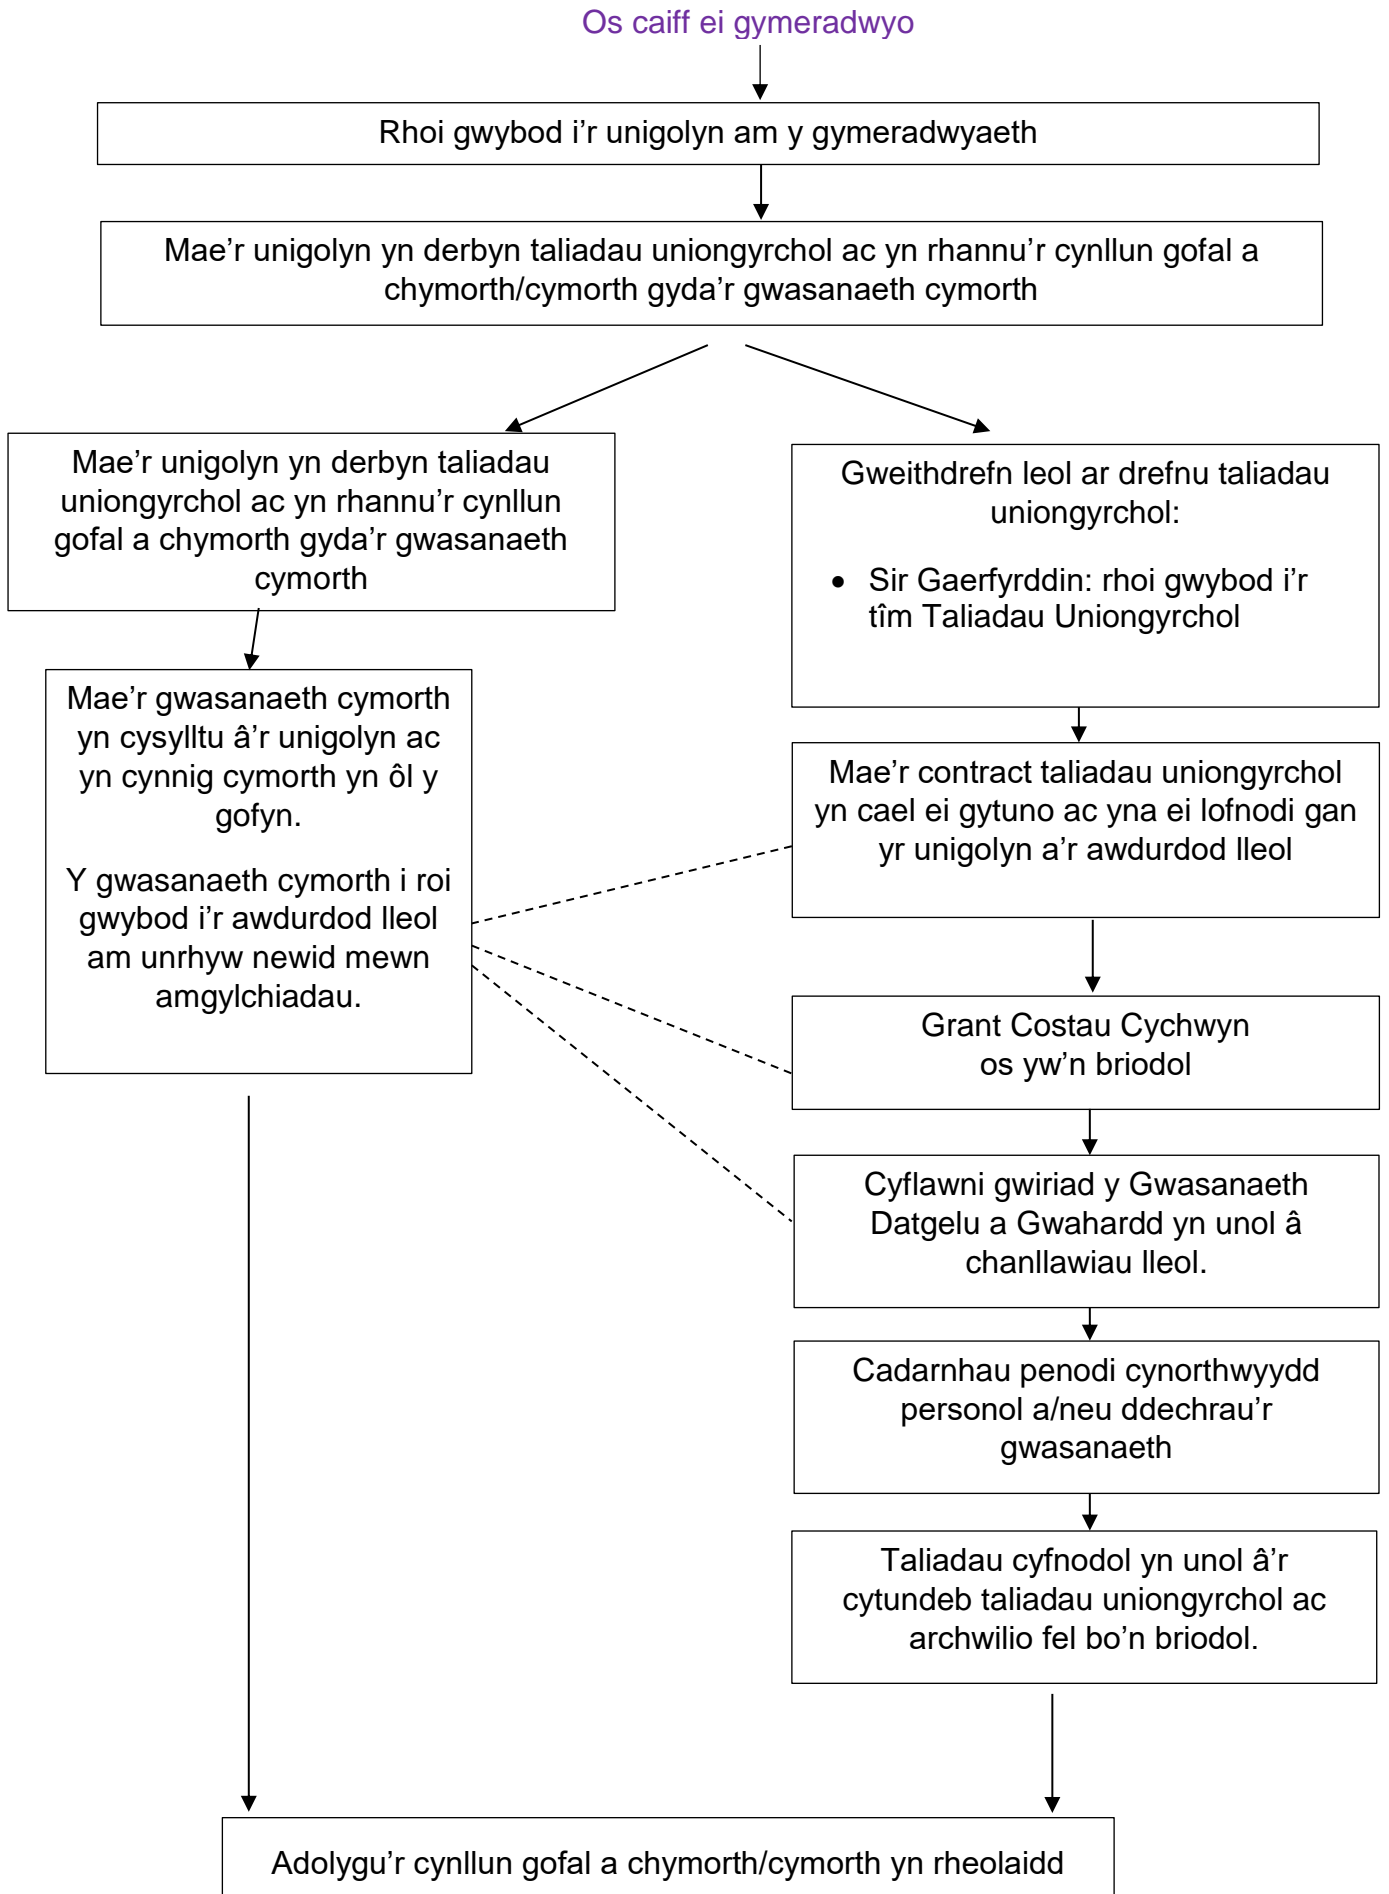 Os caiff ei gymeradwyo
Rhoi gwybod i’r unigolyn am y gymeradwyaeth
Mae’r unigolyn yn derbyn taliadau uniongyrchol ac yn rhannu’r cynllun gofal a
chymorth/cymorth gyda’r gwasanaeth cymorth
Mae’r unigolyn yn derbyn taliadau
uniongyrchol ac yn rhannu’r cynllun
gofal a chymorth gyda’r gwasanaeth
cymorth
Mae’r gwasanaeth cymorth
yn cysylltu â’r unigolyn ac
yn cynnig cymorth yn ôl y
gofyn.
Y gwasanaeth cymorth i roi
gwybod i’r awdurdod lleol
am unrhyw newid mewn
amgylchiadau.
Gweithdrefn leol ar drefnu taliadau
uniongyrchol:
• Sir Gaerfyrddin: rhoi gwybod i’r
tîm Taliadau Uniongyrchol
Mae’r contract taliadau uniongyrchol
yn cael ei gytuno ac yna ei lofnodi gan
yr unigolyn a’r awdurdod lleol
Grant Costau Cychwyn
os yw’n briodol
Cyflawni gwiriad y Gwasanaeth
Datgelu a Gwahardd yn unol â
chanllawiau lleol.
Cadarnhau penodi cynorthwyydd
personol a/neu ddechrau’r
gwasanaeth
Taliadau cyfnodol yn unol â’r
cytundeb taliadau uniongyrchol ac
archwilio fel bo’n briodol.
Adolygu’r cynllun gofal a chymorth/cymorth yn rheolaidd